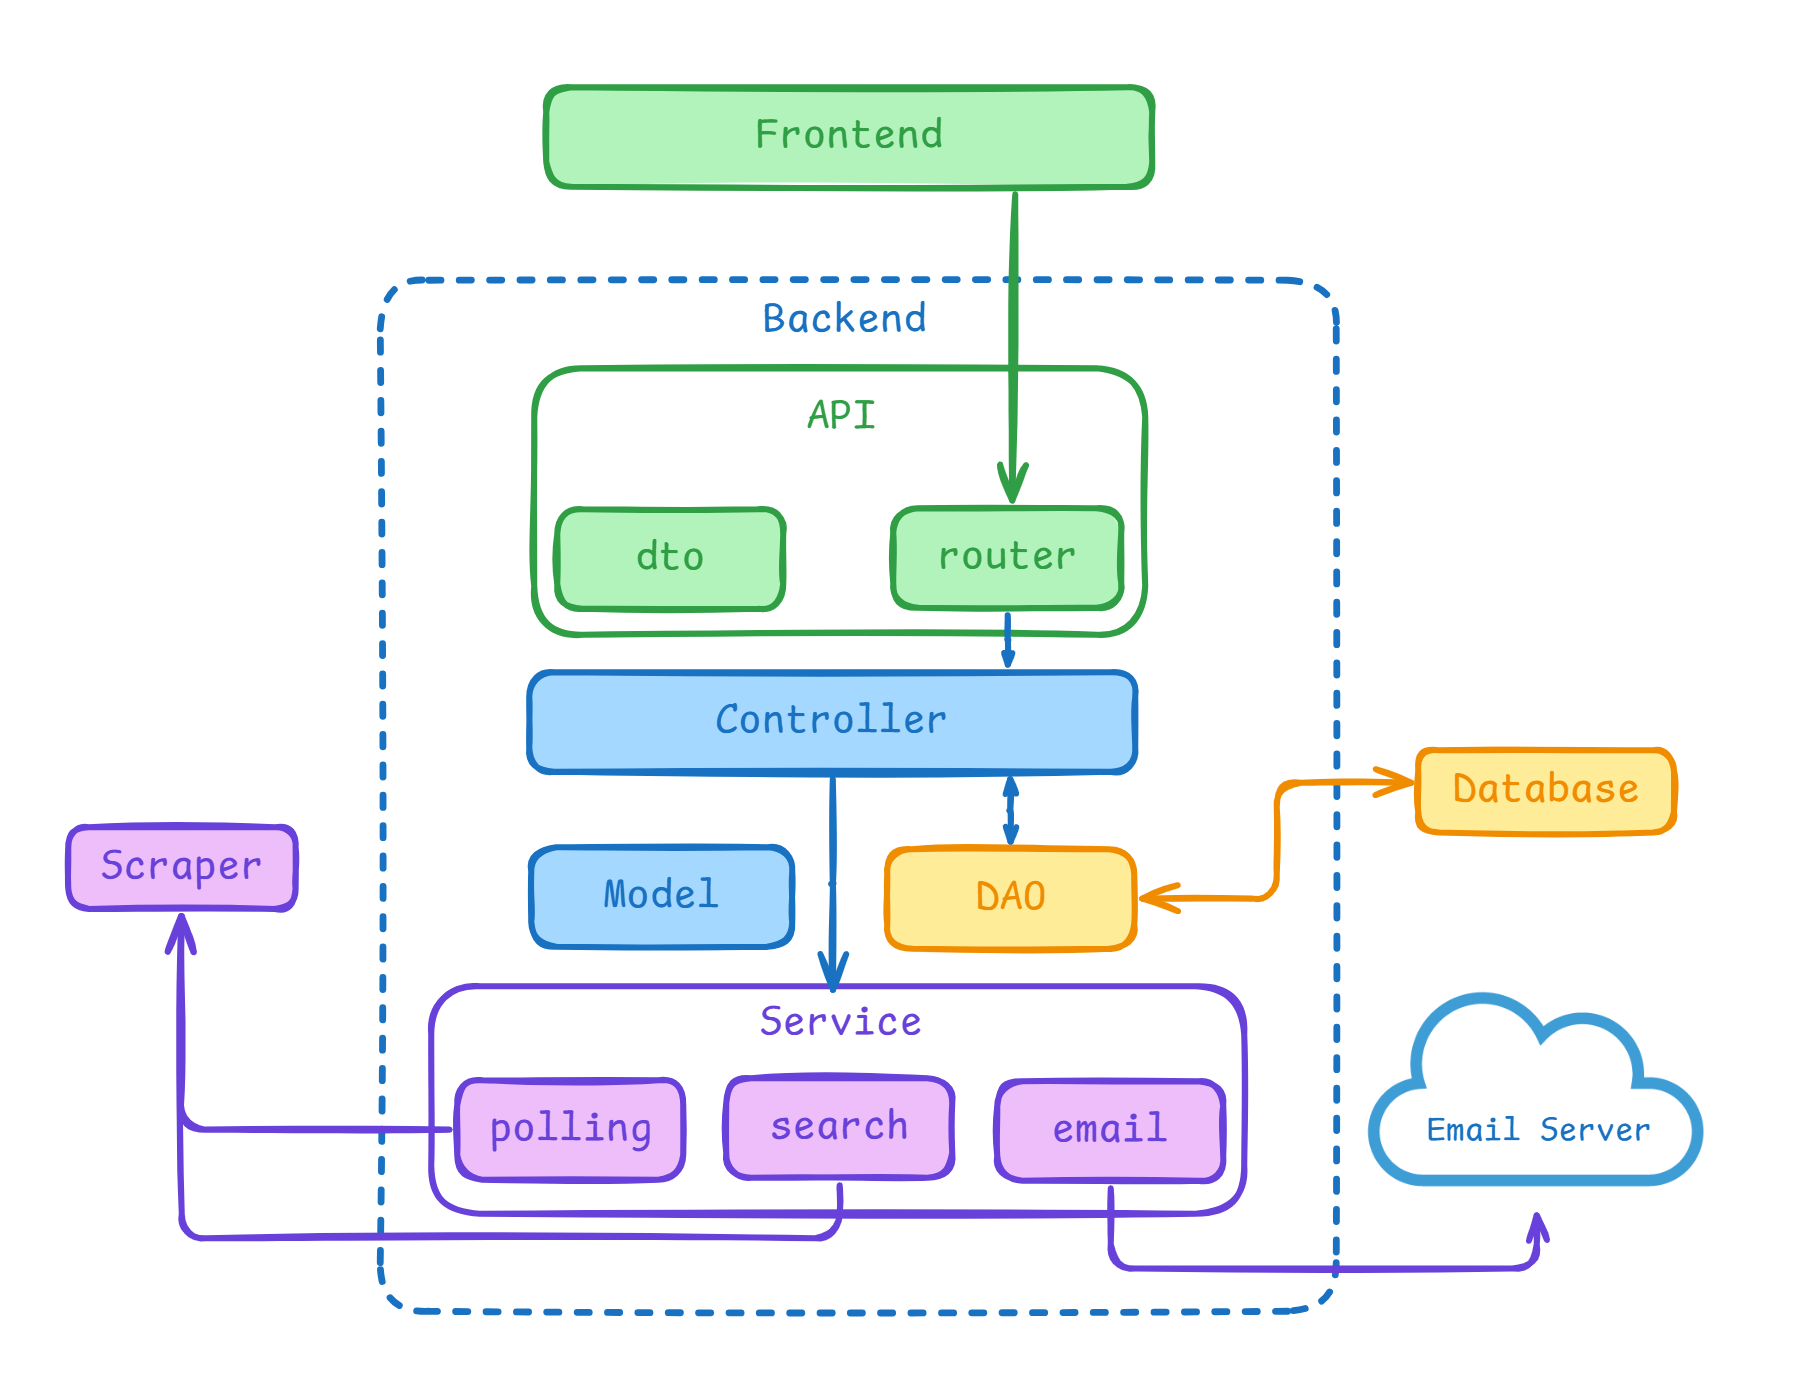 Frontend
Backend
API
dto
router
Controller
Database
Scraper
Model
DAO
Service
polling
search
email
Email Server